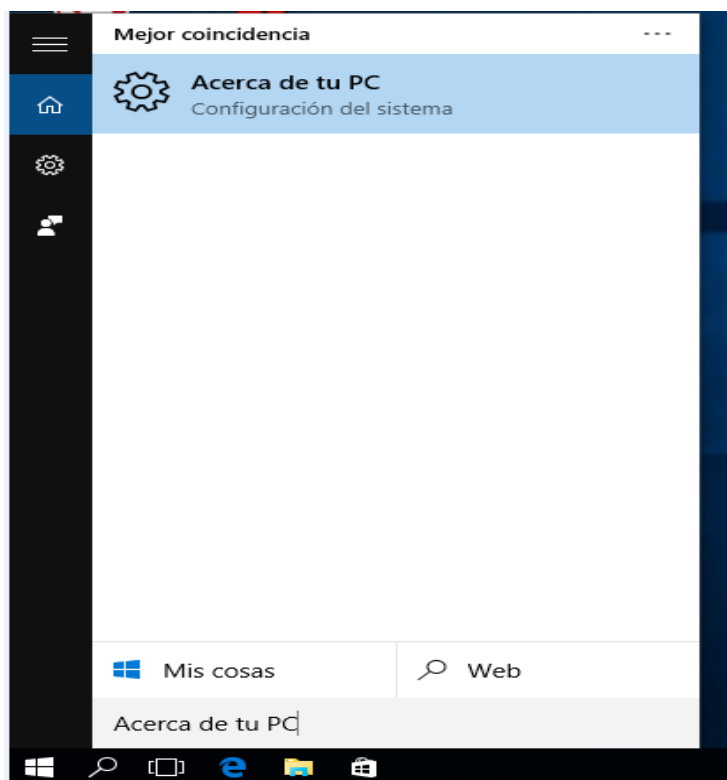 Mejor coincidencia
Acerca de tu PC
Configuración del sistema
Mis cosas
Web
Acerca de tu PC